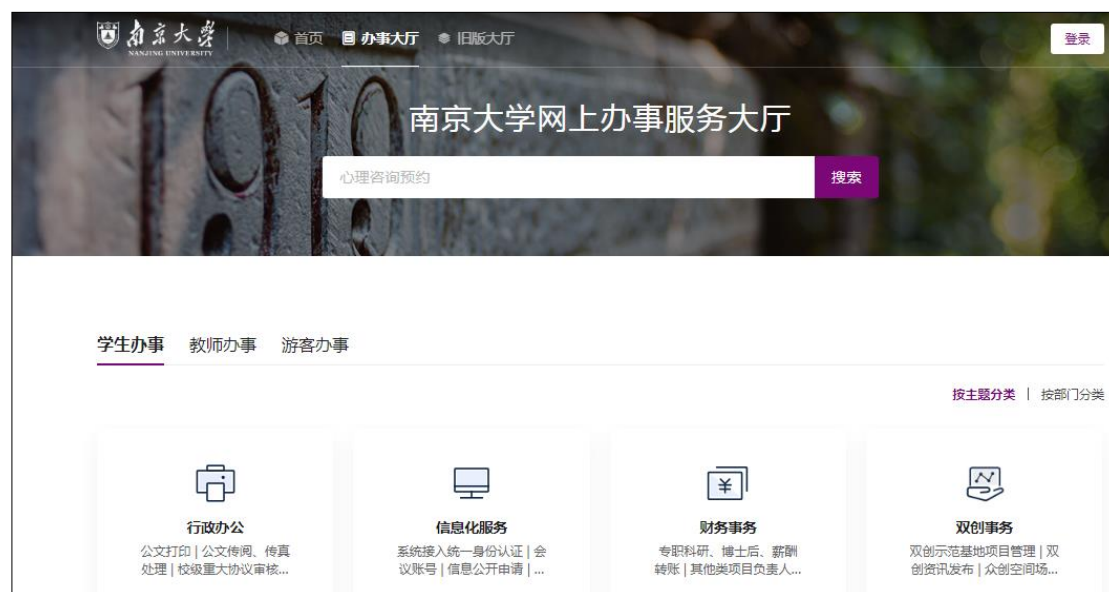 南京大学
NANJING UNIVERSITY
首页 办事大厅 旧版大厅
登录
1919
南京大学网上办事服务大厅
心理咨询预约 搜索
学生办事 教师办事 游客办事
按主题分类 | 按部门分类
行政办公
公文打印 | 公文传阅、传真
处理 | 校级重大协议审核...
信息化服务
系统接入统一身份认证 | 会
议账号 | 信息公开申请 | ...
财务事务
专职科研、博士后、薪酬
转账 | 其他类项目负责人...
双创事务
双创示范基地项目管理 | 双
创资讯发布 | 众创空间场...